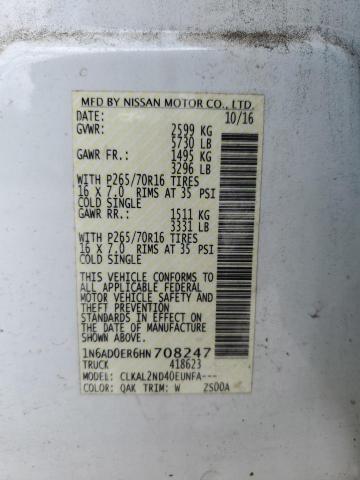 MFD BY NISSAN MOTOR CO., LTD.
DATE: 10/16
GVWR: 2599 KG
5730 LB
GAWR FR.: 1495 KG
3296 LB
WITH P265/70R16 TIRES
16 X 7.0 RIMS AT 35 PSI
COLD SINGLE
GAWR RR.: 1511 KG
3331 LB
WITH P265/70R16 TIRES
16 X 7.0 RIMS AT 35 PSI
COLD SINGLE
THIS VEHICLE CONFORMS TO
ALL APPLICABLE FEDERAL
MOTOR VEHICLE SAFETY AND
THEFT PREVENTION
STANDARDS IN EFFECT ON
THE DATE OF MANUFACTURE
SHOWN ABOVE.
1N6AD0ER6HN708247
TRUCK 418623
MODEL: CLKAL2ND40EUNFA---
COLOR: QAK TRIM: W ZS00A